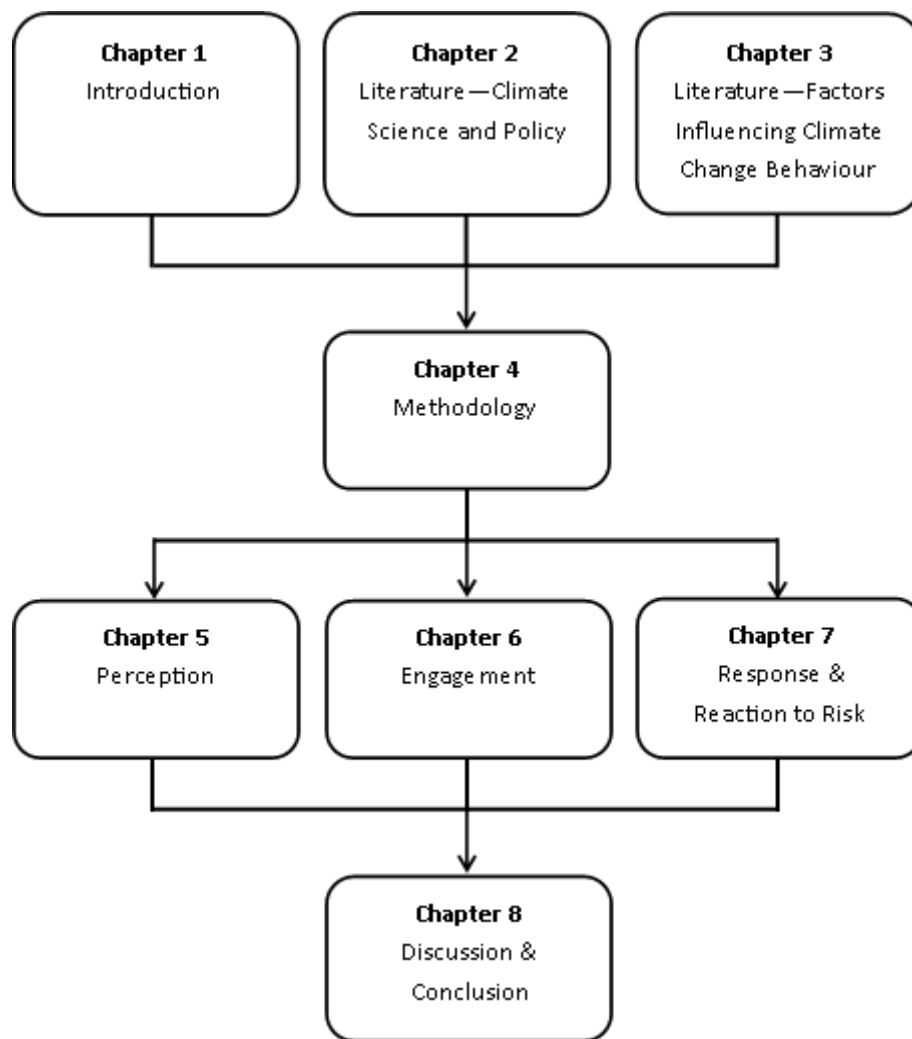 Chapter 1
Introduction
Chapter 2
Literature—Climate
Science and Policy
Chapter 3
Literature—Factors
Influencing Climate
Change Behaviour
Chapter 4
Methodology
Chapter 5
Perception
Chapter 6
Engagement
Chapter 7
Response &
Reaction to Risk
Chapter 8
Discussion &
Conclusion